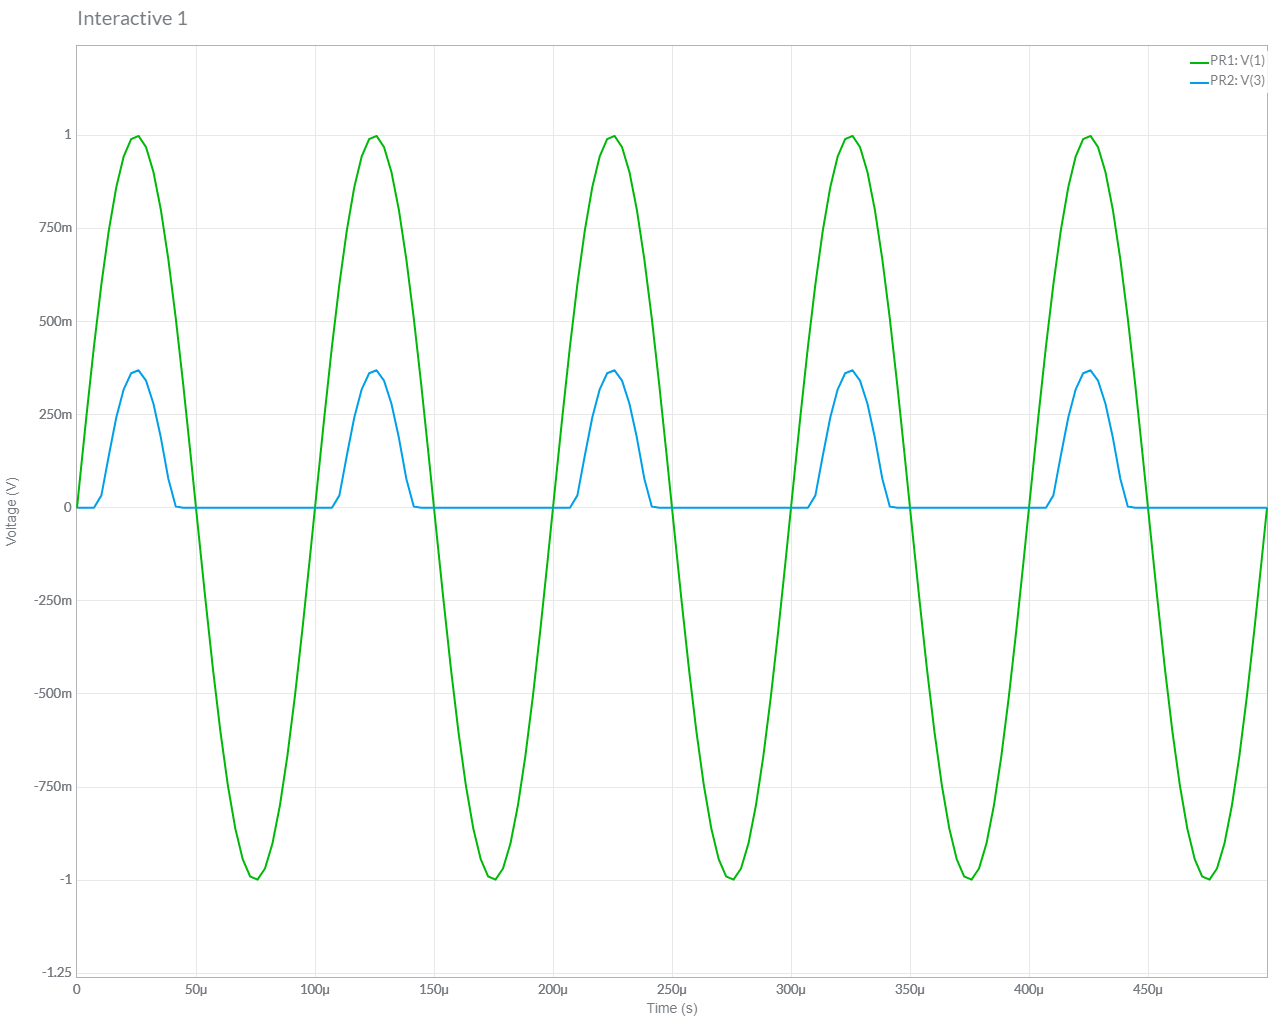 Interactive 1
PR1: V(1)
PR2: V(3)
1
750m
500m
250m
0
-250m
-500m
-750m
-1
-1.25
Voltage (V)
0
50µ
100µ
150µ
200µ
250µ
300µ
350µ
400µ
450µ
Time (s)